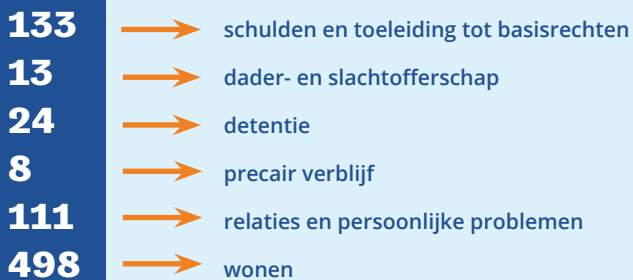 133 schulden en toeleiding tot basisrechten
13 dader- en slachtofferschap
24 detentie
8 precair verblijf
111 relaties en persoonlijke problemen
498 wonen